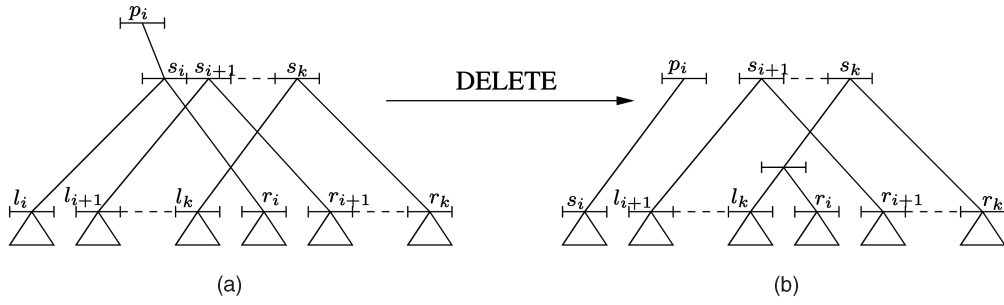 p_i
s_i s_{i+1} s_k
l_i l_{i+1} l_k r_i r_{i+1} r_k
(a)
DELETE
p_i s_{i+1} s_k
s_i l_{i+1} l_k r_i r_{i+1} r_k
(b)